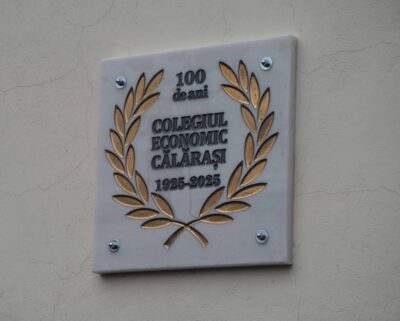 100
de ani
COLEGIUL
ECONOMIC
CĂLĂRAȘI
1925-2025